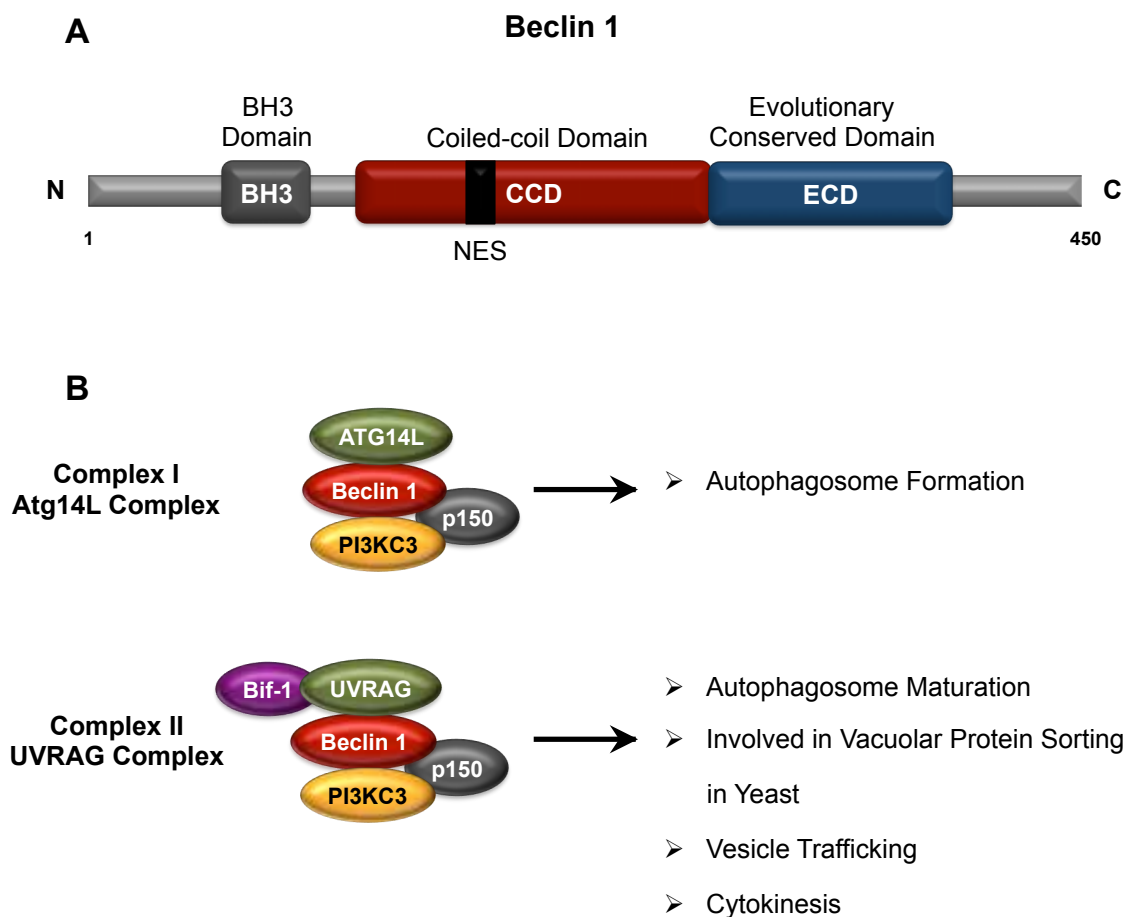 A
Beclin 1
BH3
Domain
Coiled-coil Domain
Evolutionary
Conserved Domain
N
BH3
CCD
ECD
C
1
NES
450
B
Complex I
Atg14L Complex
ATG14L
Beclin 1
p150
PI3KC3
➢ Autophagosome Formation
Complex II
UVRAG Complex
Bif-1
UVRAG
Beclin 1
p150
PI3KC3
➢ Autophagosome Maturation
➢ Involved in Vacuolar Protein Sorting
in Yeast
➢ Vesicle Trafficking
➢ Cytokinesis